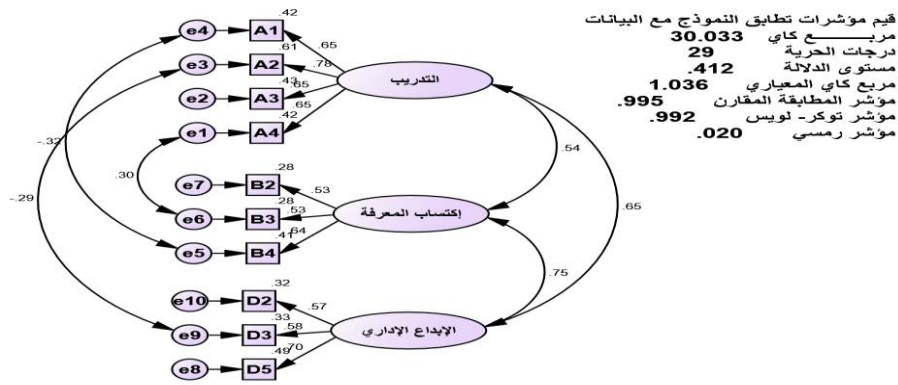 قيم مؤشرات تطابق النموذج مع البيانات
مربـــــــع كاي 30.033
درجات الحرية 29
مستوى الدلالة .412
مربع كاي المعياري 1.036
مؤشر المطابقة المقارن .995
مؤشر توكر- لويس .992
مؤشر رمسي .020
.42
e4 A1 .65
.61
e3 A2 .78
.43
e2 A3 .65
التدريب
.42
e1 A4 .65
-.32
.54
.30
-.29
.28
e7 B2 .53
.65
.28
e6 B3 .53
إكتساب المعرفة
.41
e5 B4 .64
.75
.32
e10 D2 .57
.33
e9 D3 .58
الإبداع الإداري
.49
e8 D5 .70